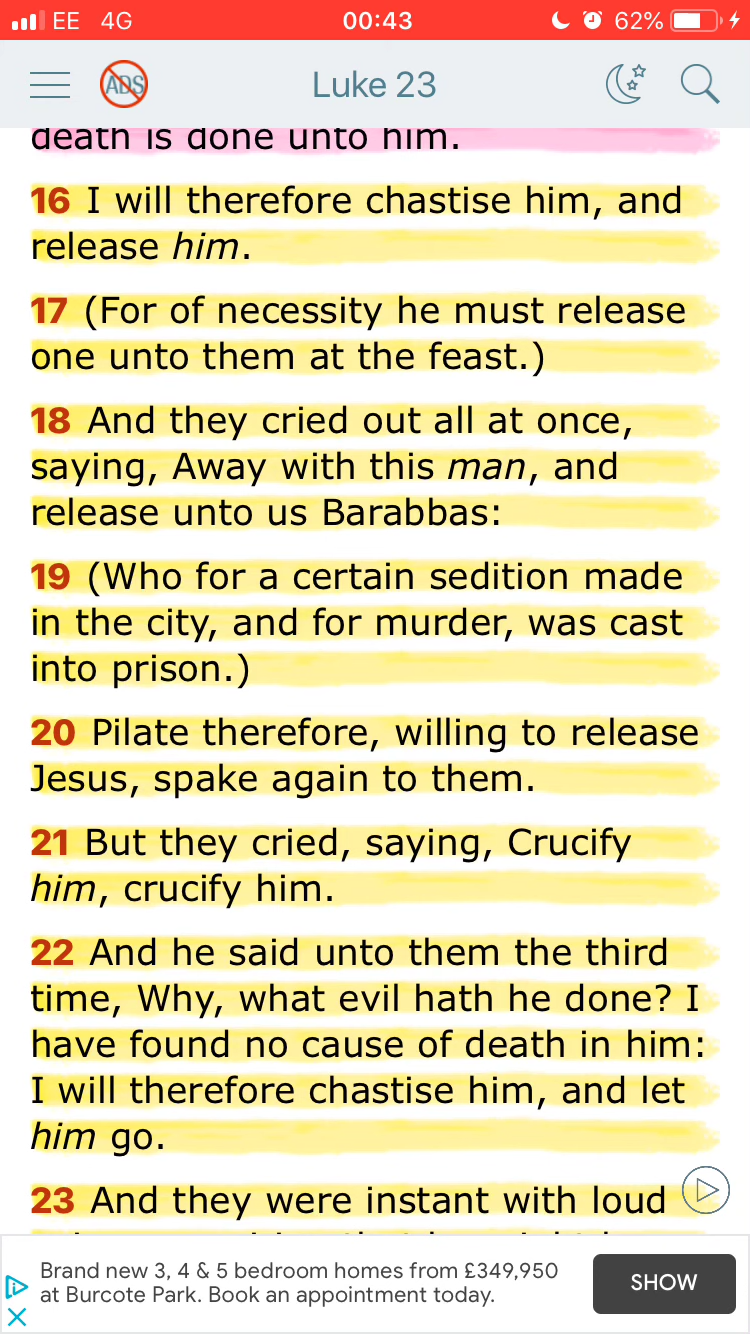 EE 4G 00:43 62%
ADS Luke 23
death is done unto him.
16 I will therefore chastise him, and
release him.
17 (For of necessity he must release
one unto them at the feast.)
18 And they cried out all at once,
saying, Away with this man, and
release unto us Barabbas:
19 (Who for a certain sedition made
in the city, and for murder, was cast
into prison.)
20 Pilate therefore, willing to release
Jesus, spake again to them.
21 But they cried, saying, Crucify
him, crucify him.
22 And he said unto them the third
time, Why, what evil hath he done? I
have found no cause of death in him:
I will therefore chastise him, and let
him go.
23 And they were instant with loud
Brand new 3, 4 & 5 bedroom homes from £349,950
at Burcote Park. Book an appointment today.
SHOW